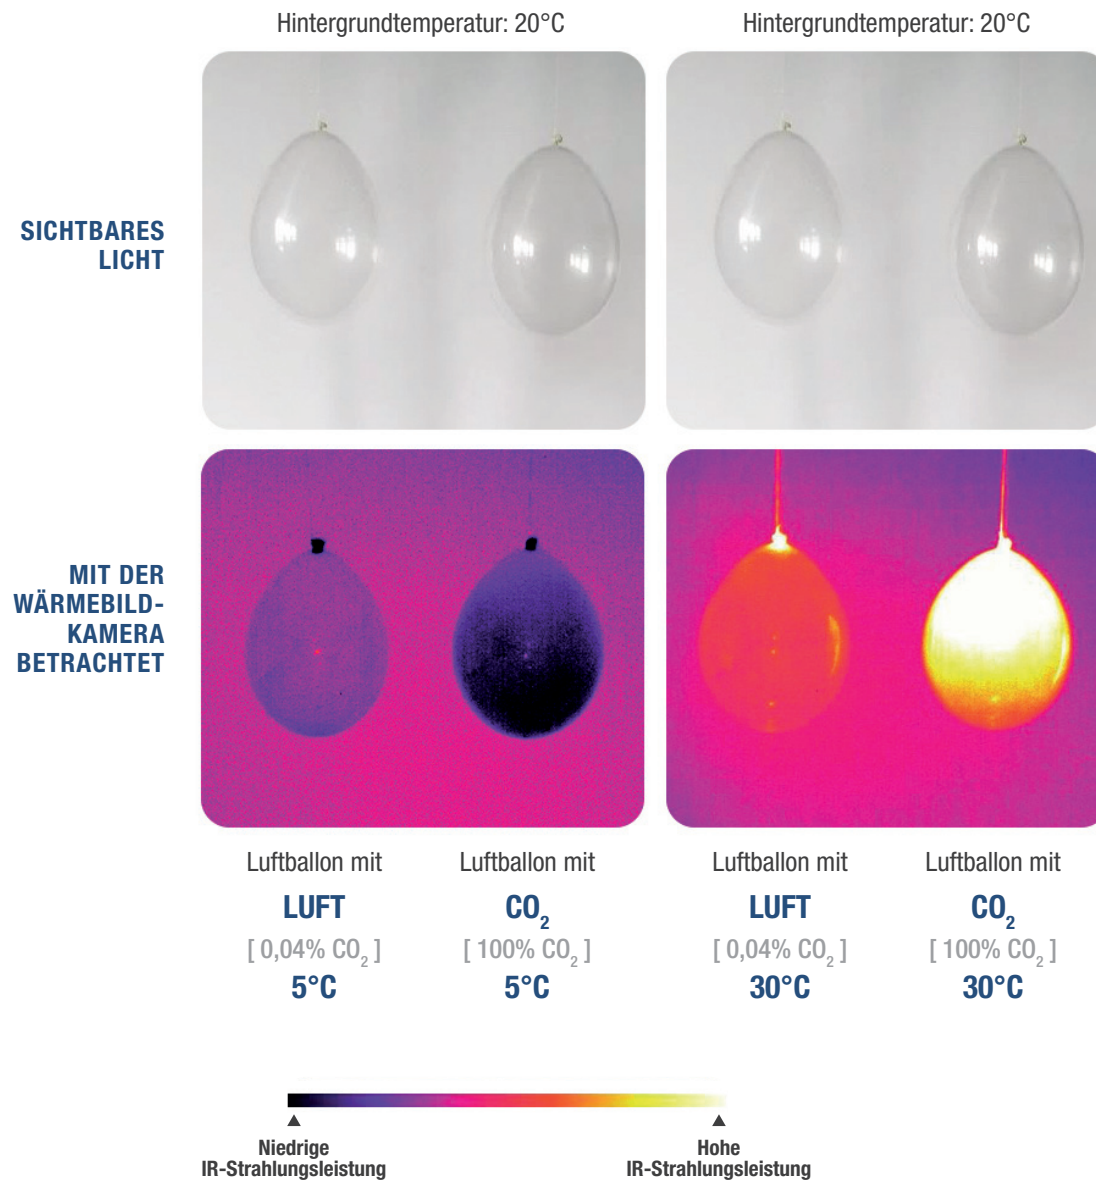 Hintergrundtemperatur: 20°C
Hintergrundtemperatur: 20°C
SICHTBARES
LICHT
MIT DER
WÄRMEBILD-
KAMERA
BETRACHTET
Luftballon mit
LUFT
[ 0,04% CO₂ ]
5°C
Luftballon mit
CO₂
[ 100% CO₂ ]
5°C
Luftballon mit
LUFT
[ 0,04% CO₂ ]
30°C
Luftballon mit
CO₂
[ 100% CO₂ ]
30°C
Niedrige
IR-Strahlungsleistung
Hohe
IR-Strahlungsleistung